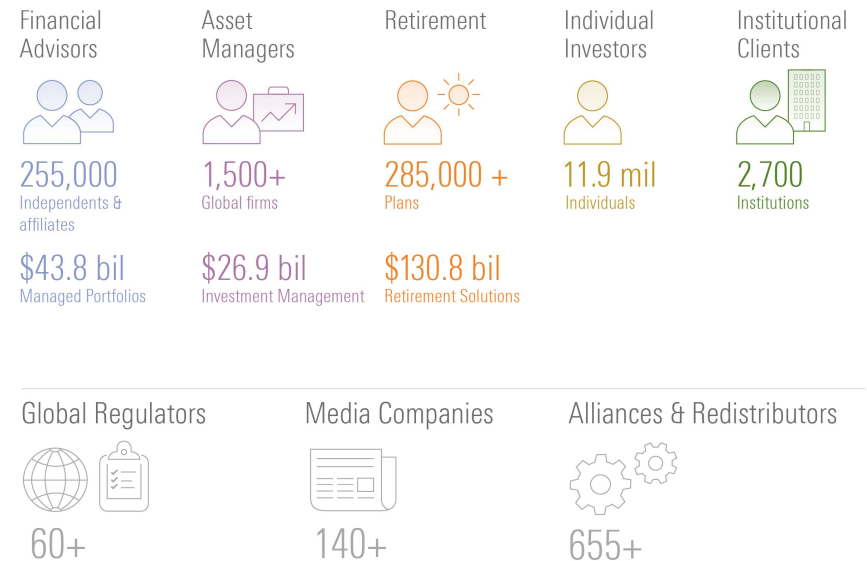 Financial
Advisors
255,000
Independents &
affiliates
$43.8 bil
Managed Portfolios
Asset
Managers
1,500+
Global firms
$26.9 bil
Investment Management
Retirement
285,000 +
Plans
$130.8 bil
Retirement Solutions
Individual
Investors
11.9 mil
Individuals
Institutional
Clients
2,700
Institutions
Global Regulators
60+
Media Companies
140+
Alliances & Redistributors
655+